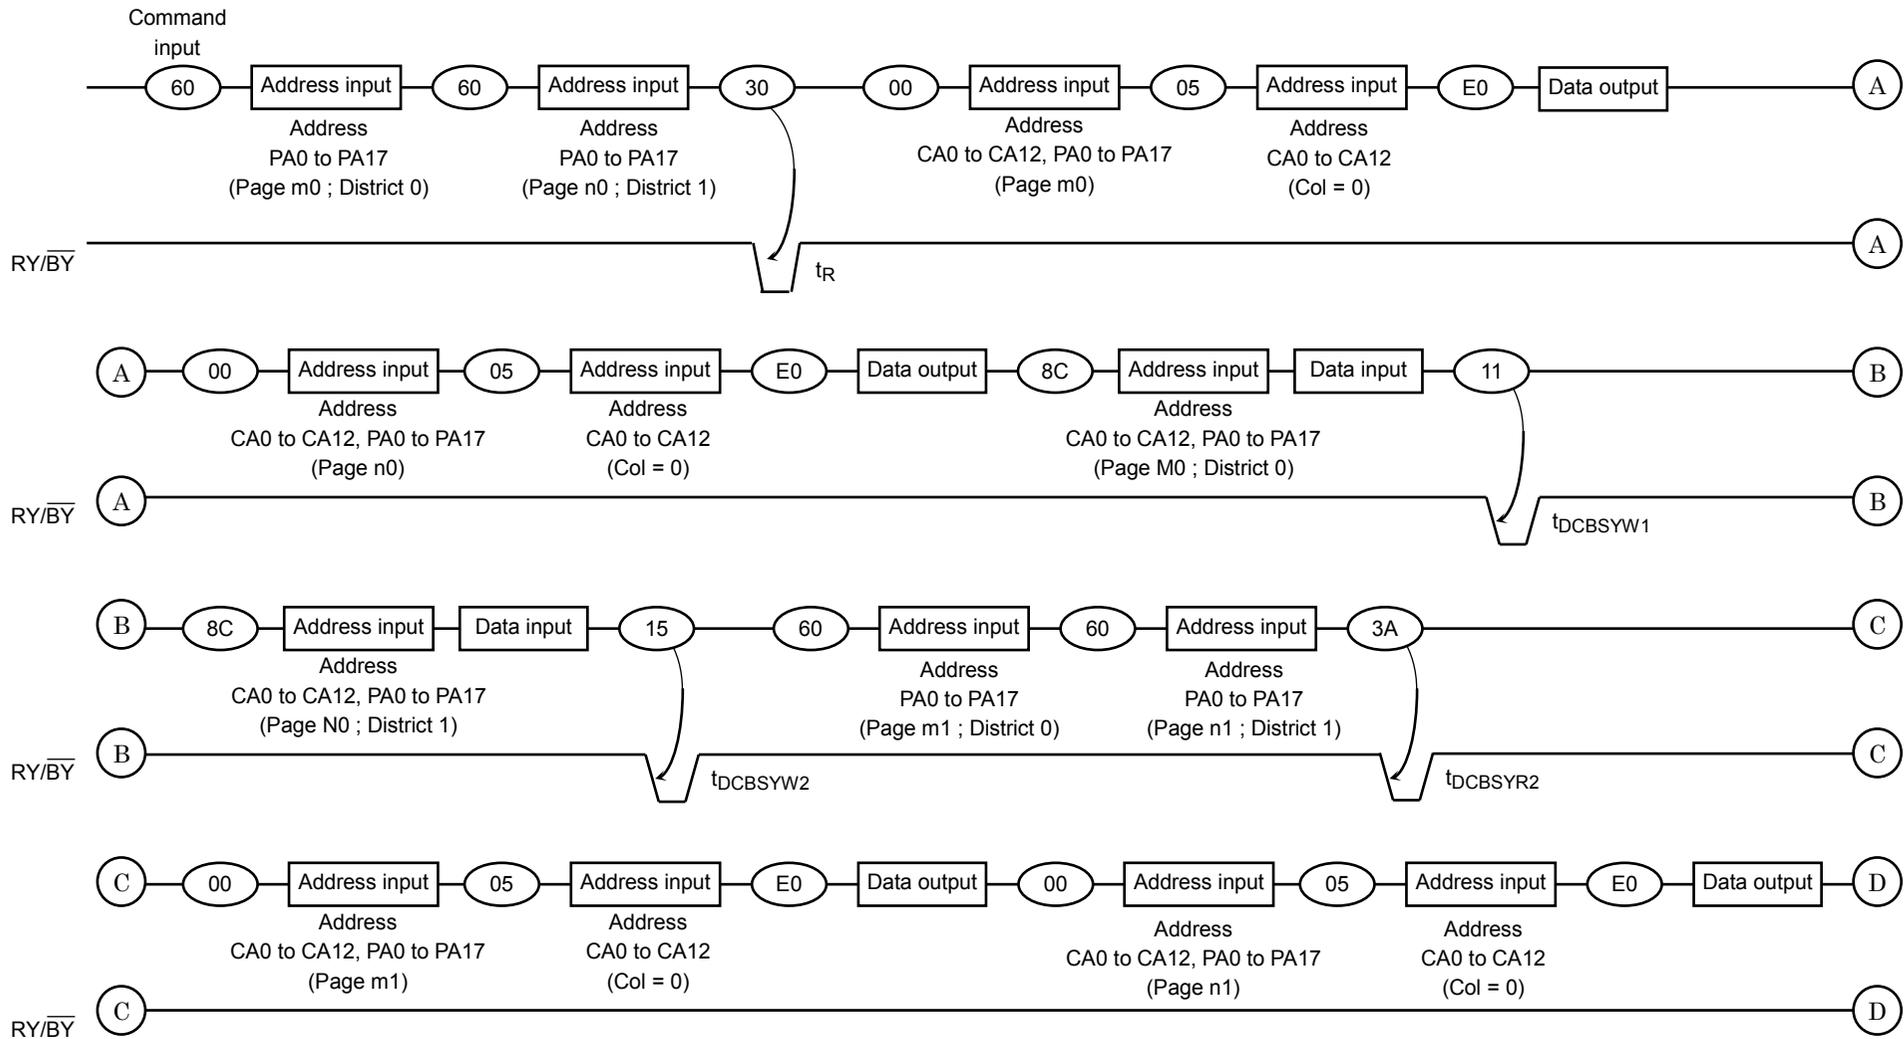 Command
input
60 Address input 60 Address input 30 00 Address input 05 Address input E0 Data output A
Address
PA0 to PA17
(Page m0 ; District 0)
Address
PA0 to PA17
(Page n0 ; District 1)
Address
CA0 to CA12, PA0 to PA17
(Page m0)
Address
CA0 to CA12
(Col = 0)
RY/BY tR A
A 00 Address input 05 Address input E0 Data output 8C Address input Data input 11 B
Address
CA0 to CA12, PA0 to PA17
(Page n0)
Address
CA0 to CA12
(Col = 0)
Address
CA0 to CA12, PA0 to PA17
(Page M0 ; District 0)
RY/BY A tDCBSYW1 B
B 8C Address input Data input 15 60 Address input 60 Address input 3A C
Address
CA0 to CA12, PA0 to PA17
(Page N0 ; District 1)
Address
PA0 to PA17
(Page m1 ; District 0)
Address
PA0 to PA17
(Page n1 ; District 1)
RY/BY B tDCBSYW2 tDCBSYR2 C
C 00 Address input 05 Address input E0 Data output 00 Address input 05 Address input E0 Data output D
Address
CA0 to CA12, PA0 to PA17
(Page m1)
Address
CA0 to CA12
(Col = 0)
Address
CA0 to CA12, PA0 to PA17
(Page n1)
Address
CA0 to CA12
(Col = 0)
RY/BY C D